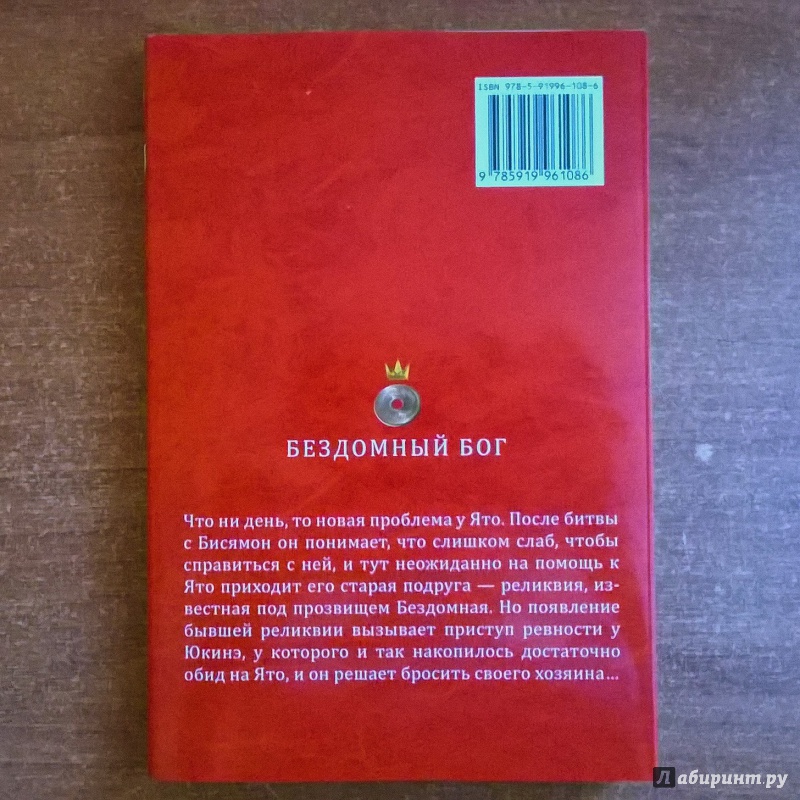 ISBN 978-5-91996-108-6
9 785919 961086
БЕЗДОМНЫЙ БОГ
Что ни день, то новая проблема у Ято. После битвы
с Бисямон он понимает, что слишком слаб, чтобы
справиться с ней, и тут неожиданно на помощь к
Ято приходит его старая подруга — реликвия, из-
вестная под прозвищем Бездомная. Но появление
бывшей реликвии вызывает приступ ревности у
Юкинэ, у которого и так накопилось достаточно
обид на Ято, и он решает бросить своего хозяина...
Лабиринт.ру